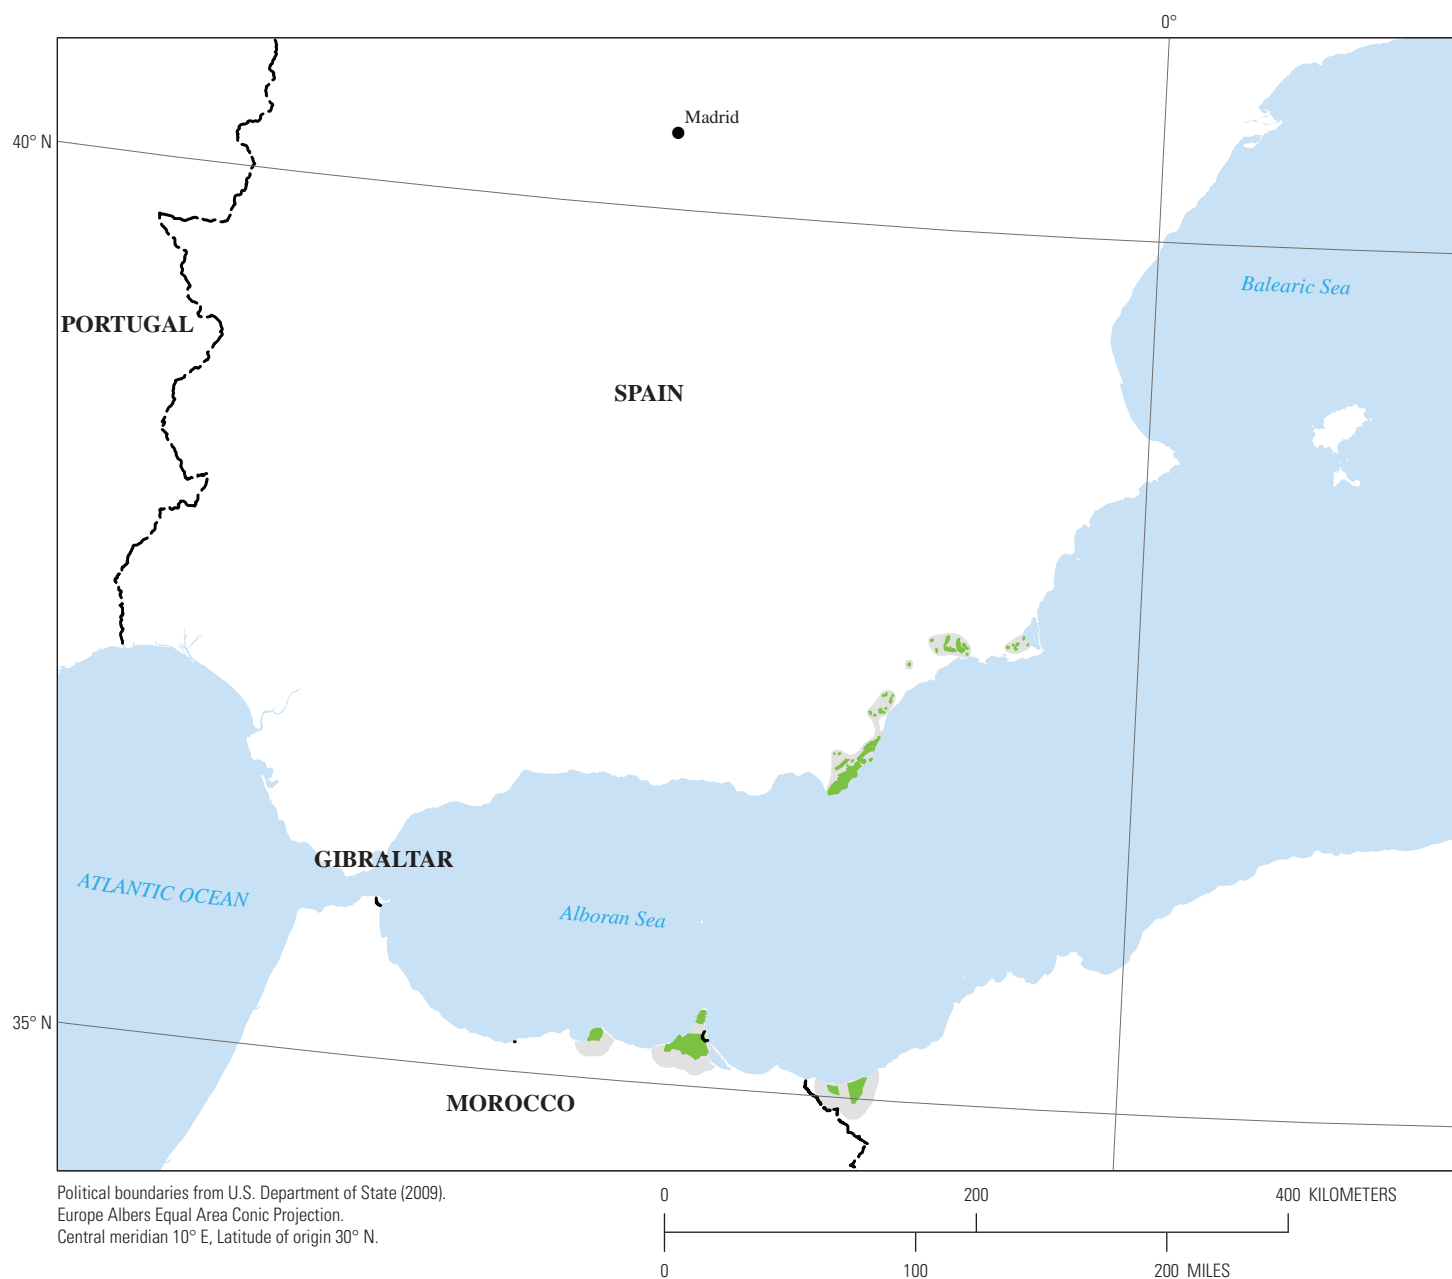 0°
Madrid
40° N
Balearic Sea
PORTUGAL
SPAIN
GIBRALTAR
ATLANTIC OCEAN
Alboran Sea
35° N
MOROCCO
Political boundaries from U.S. Department of State (2009).
Europe Albers Equal Area Conic Projection.
Central meridian 10° E, Latitude of origin 30° N.
0 200 400 KILOMETERS
0 100 200 MILES